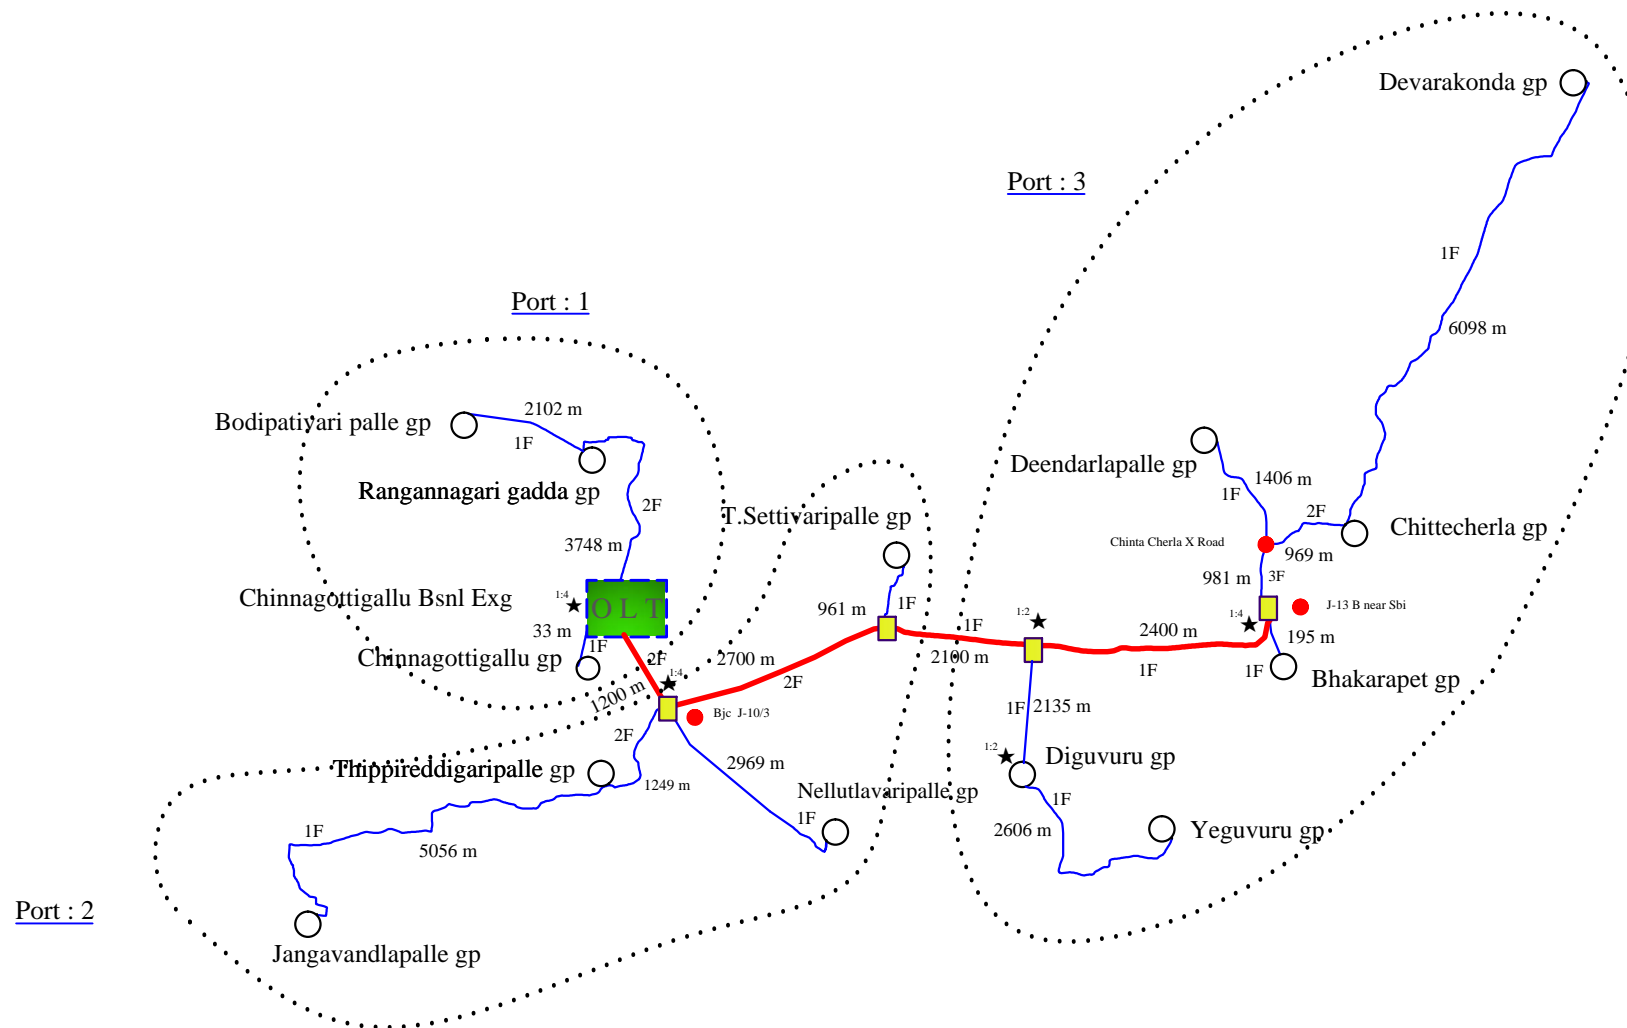 Devarakonda gp
Port : 3
1F
6098 m
Port : 1
2102 m
Bodipativari palle gp
1F
Rangannagari gadda gp
2F
3748 m
Deendarlapalle gp
1406 m
1F
T.Settivaripalle gp
2F
Chittecherla gp
Chinta Cherla X Road
969 m
981 m
3F
Chinnagottigallu Bsnl Exg
1:4
O L T
33 m
1F
Chinnagottigallu gp
2F
1200 m
1:4
2700 m
2F
961 m
1F
1F
2100 m
1:2
2400 m
1F
1:4
J-13 B near Sbi
195 m
1F
Bhakarapet gp
Bjc J-10/3
2F
1F
2135 m
Thippireddigaripalle gp
1249 m
2969 m
1:2
Diguvuru gp
Nellutlavaripalle gp
1F
1F
2606 m
Yeguvuru gp
1F
5056 m
Port : 2
Jangavandlapalle gp